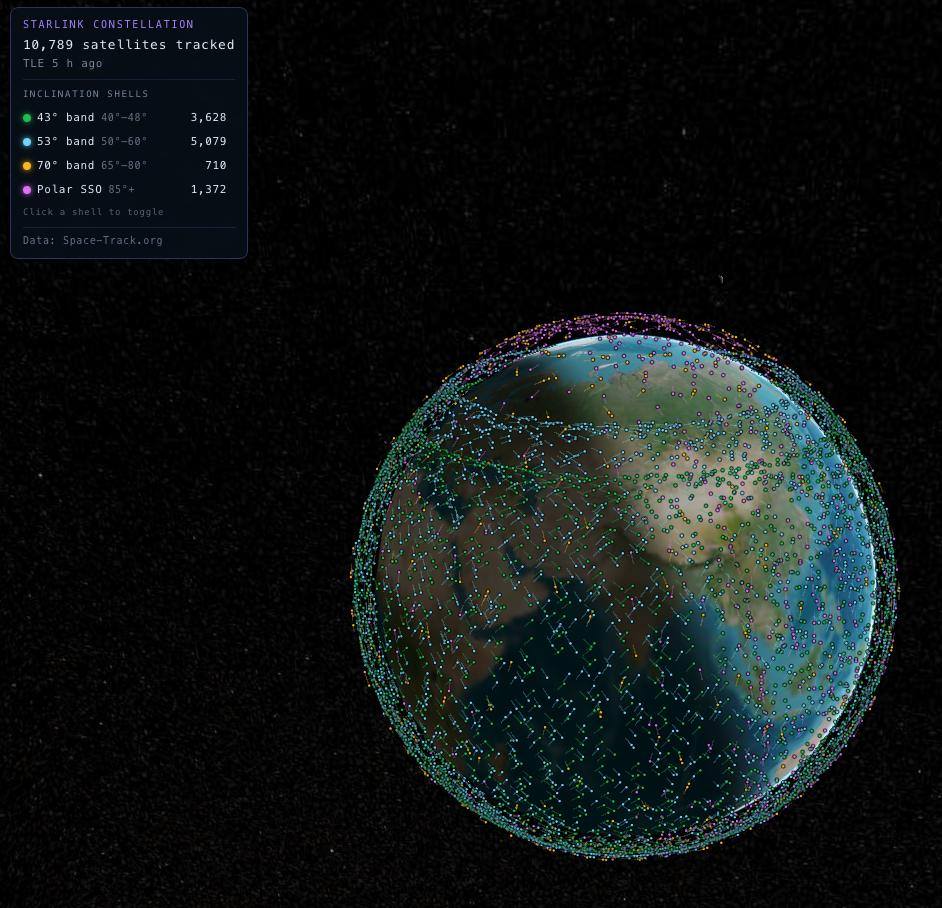 STARLINK CONSTELLATION
10,789 satellites tracked
TLE 5 h ago
INCLINATION SHELLS
43° band 40°–48° 3,628
53° band 50°–60° 5,079
70° band 65°–80° 710
Polar SSO 85°+ 1,372
Click a shell to toggle
Data: Space-Track.org